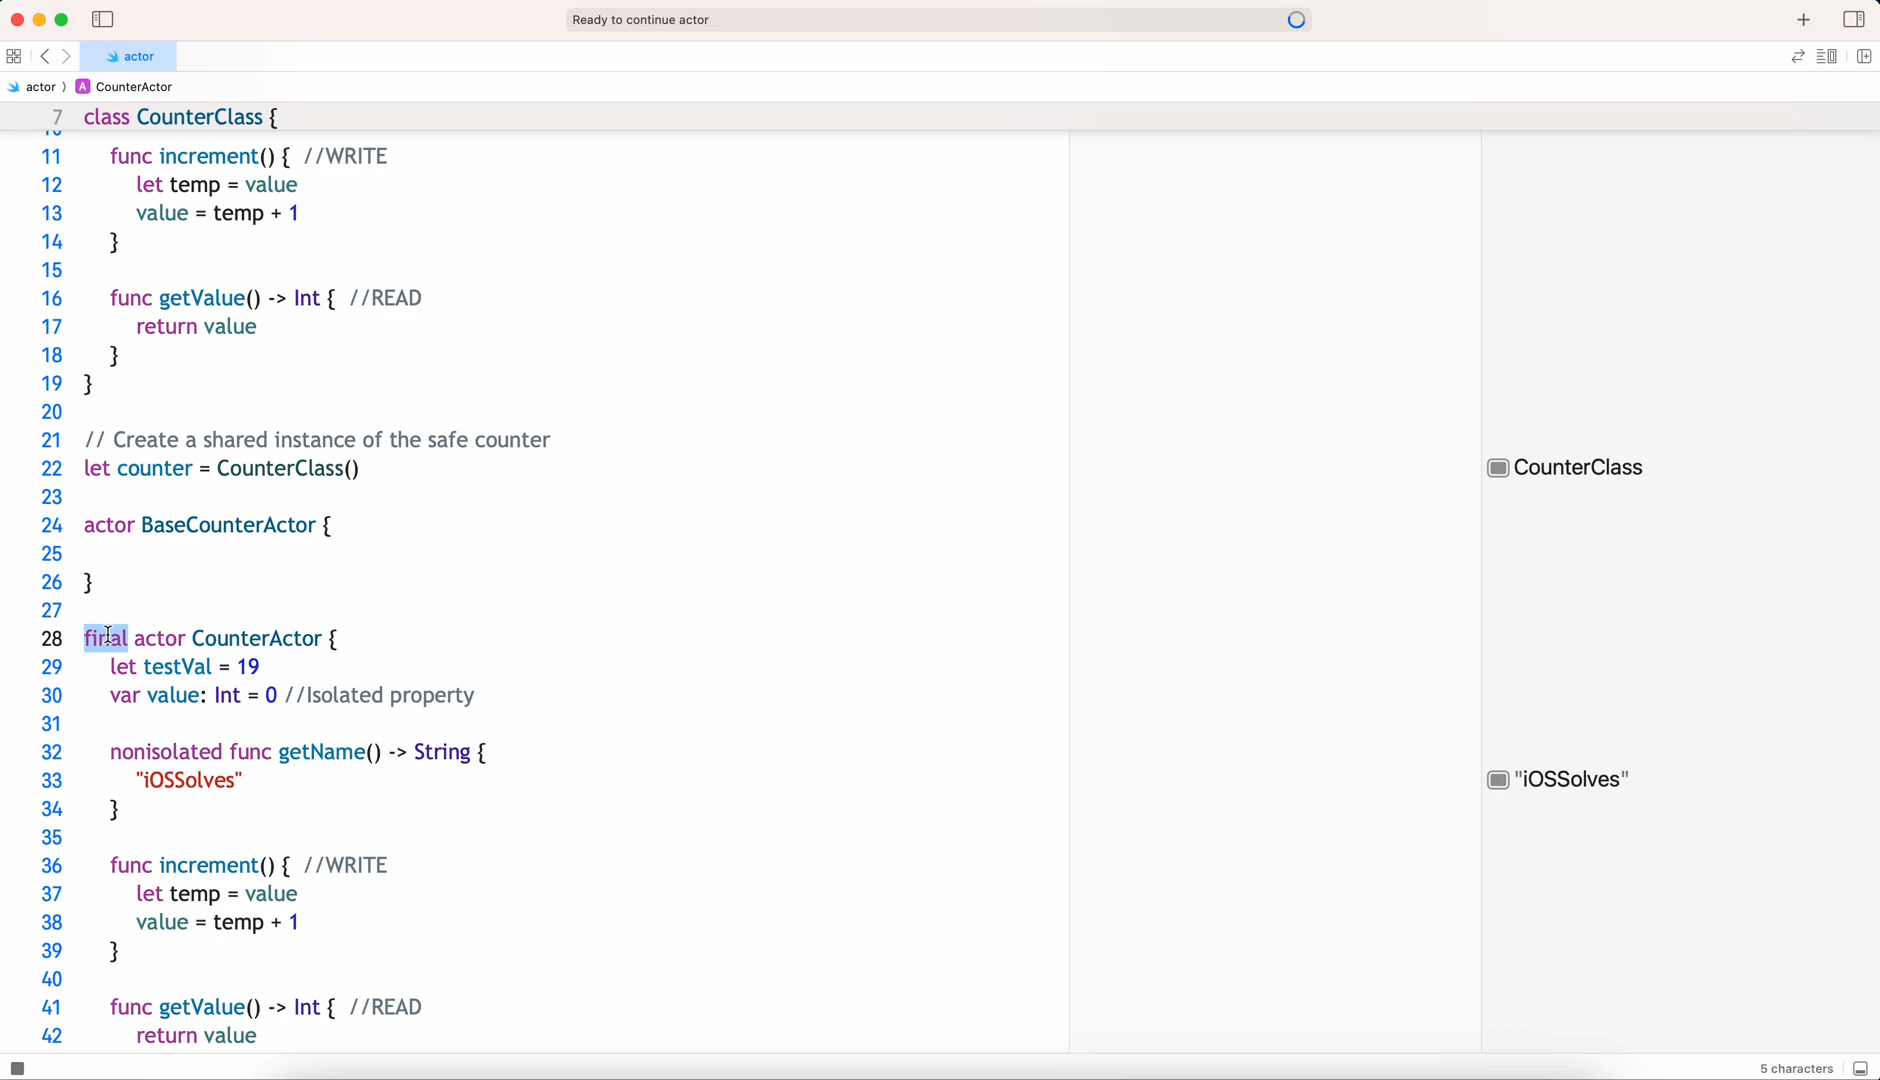 Ready to continue actor
actor
actor ⟩ A CounterActor
7 class CounterClass {
10
11 func increment() { //WRITE
12 let temp = value
13 value = temp + 1
14 }
15
16 func getValue() -> Int { //READ
17 return value
18 }
19 }
20
21 // Create a shared instance of the safe counter
22 let counter = CounterClass()
CounterClass
23
24 actor BaseCounterActor {
25
26 }
27
28 final actor CounterActor {
29 let testVal = 19
30 var value: Int = 0 //Isolated property
31
32 nonisolated func getName() -> String {
33 "iOSSolves"
"iOSSolves"
34 }
35
36 func increment() { //WRITE
37 let temp = value
38 value = temp + 1
39 }
40
41 func getValue() -> Int { //READ
42 return value
5 characters